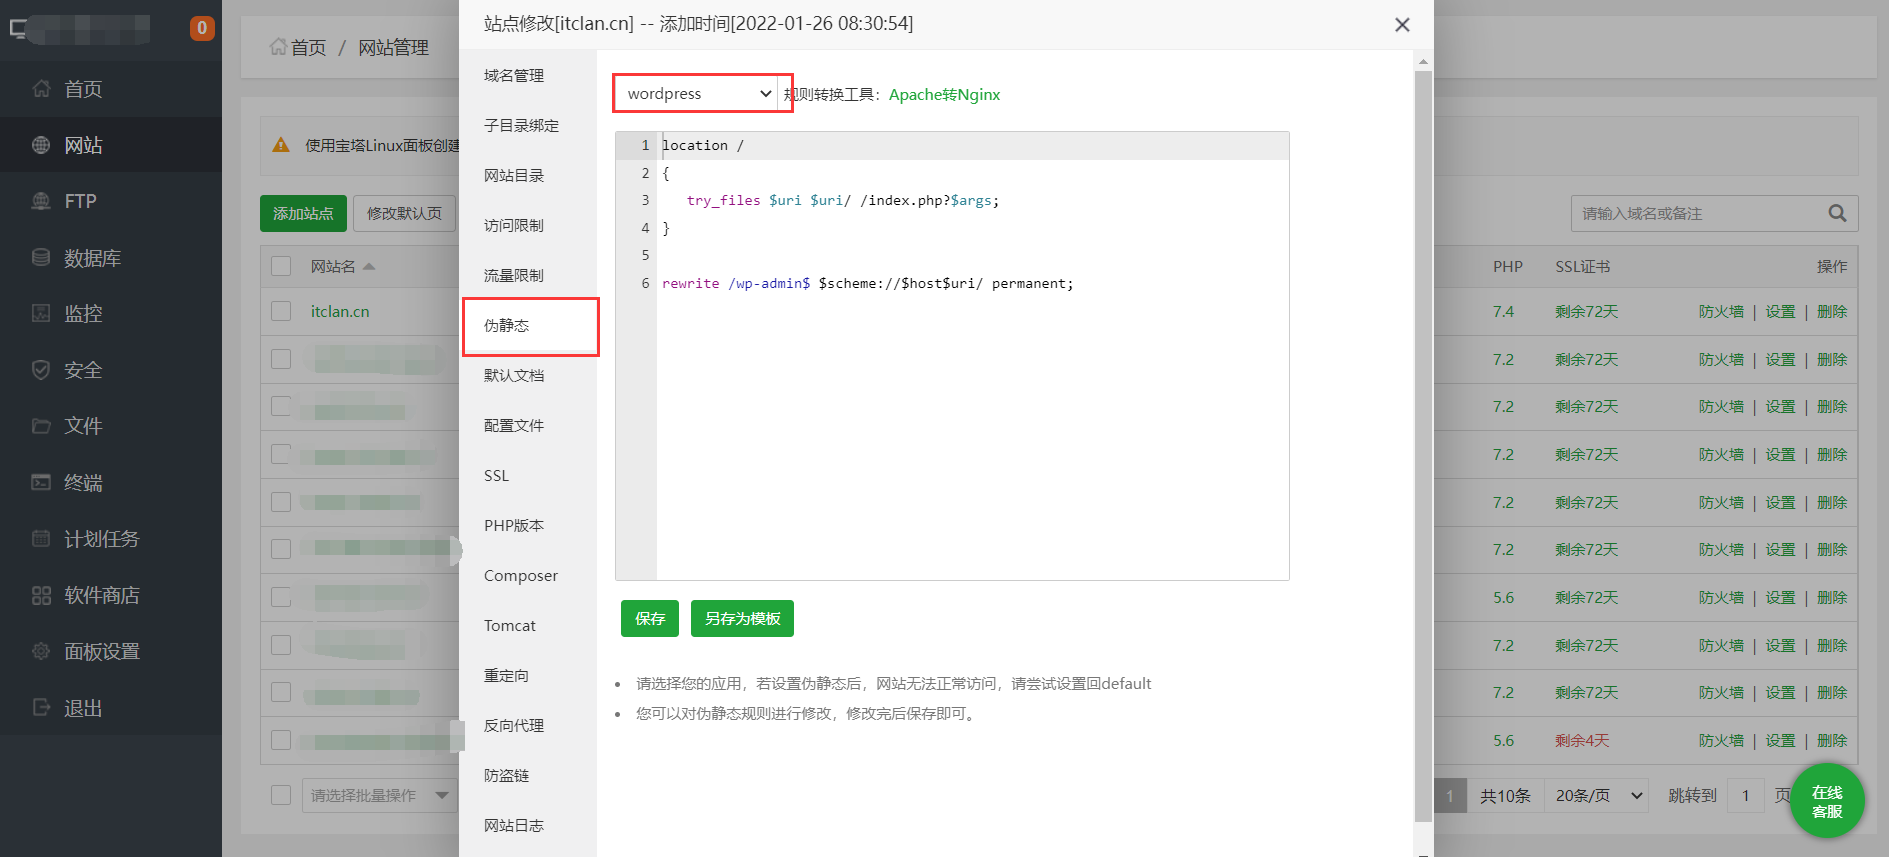 0
首页
网站
FTP
数据库
监控
安全
文件
终端
计划任务
软件商店
面板设置
退出
首页 / 网站管理
使用宝塔Linux面板创建
添加站点
修改默认页
请输入域名或备注
网站名
PHP
SSL证书
操作
itclan.cn
7.4 剩余72天 防火墙 | 设置 | 删除
7.2 剩余72天 防火墙 | 设置 | 删除
7.2 剩余72天 防火墙 | 设置 | 删除
7.2 剩余72天 防火墙 | 设置 | 删除
7.2 剩余72天 防火墙 | 设置 | 删除
7.2 剩余72天 防火墙 | 设置 | 删除
5.6 剩余72天 防火墙 | 设置 | 删除
7.2 剩余72天 防火墙 | 设置 | 删除
7.2 剩余72天 防火墙 | 设置 | 删除
5.6 剩余4天 防火墙 | 设置 | 删除
请选择批量操作
1 共10条 20条/页 跳转到 1 页
在线
客服
站点修改[itclan.cn] -- 添加时间[2022-01-26 08:30:54]
域名管理
子目录绑定
网站目录
访问限制
流量限制
伪静态
默认文档
配置文件
SSL
PHP版本
Composer
Tomcat
重定向
反向代理
防盗链
网站日志
wordpress 规则转换工具：Apache转Nginx
1 location /
2 {
3 try_files $uri $uri/ /index.php?$args;
4 }
5
6 rewrite /wp-admin$ $scheme://$host$uri/ permanent;
保存
另存为模板
请选择您的应用，若设置伪静态后，网站无法正常访问，请尝试设置回default
您可以对伪静态规则进行修改，修改完后保存即可。